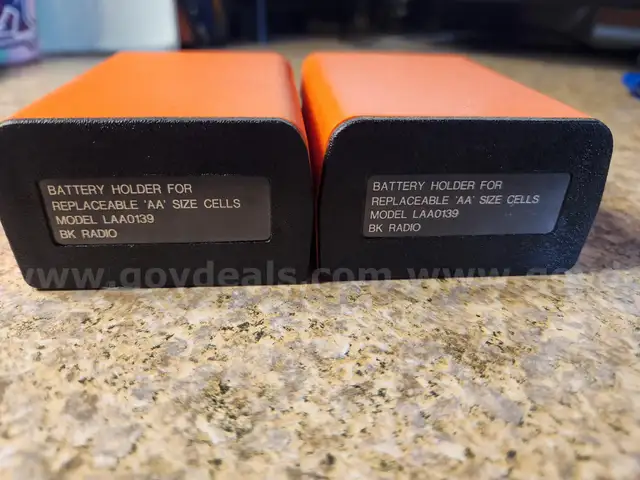 BATTERY HOLDER FOR
REPLACEABLE 'AA' SIZE CELLS
MODEL LAA0139
BK RADIO
BATTERY HOLDER FOR
REPLACEABLE 'AA' SIZE CELLS
MODEL LAA0139
BK RADIO
www.govdeals.com www.gov